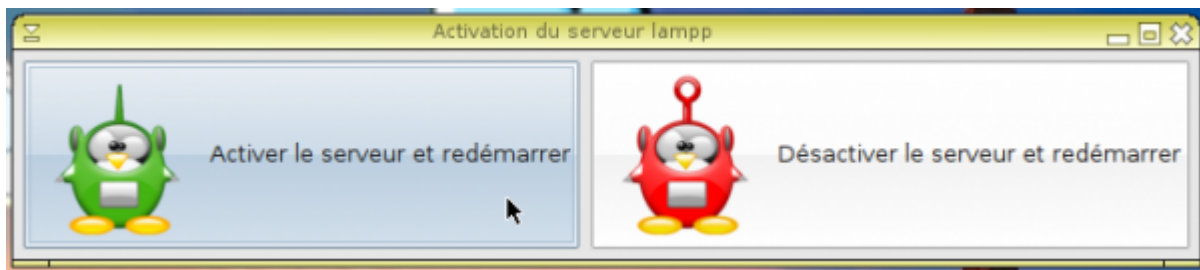 Activation du serveur lampp
Activer le serveur et redémarrer
Désactiver le serveur et redémarrer